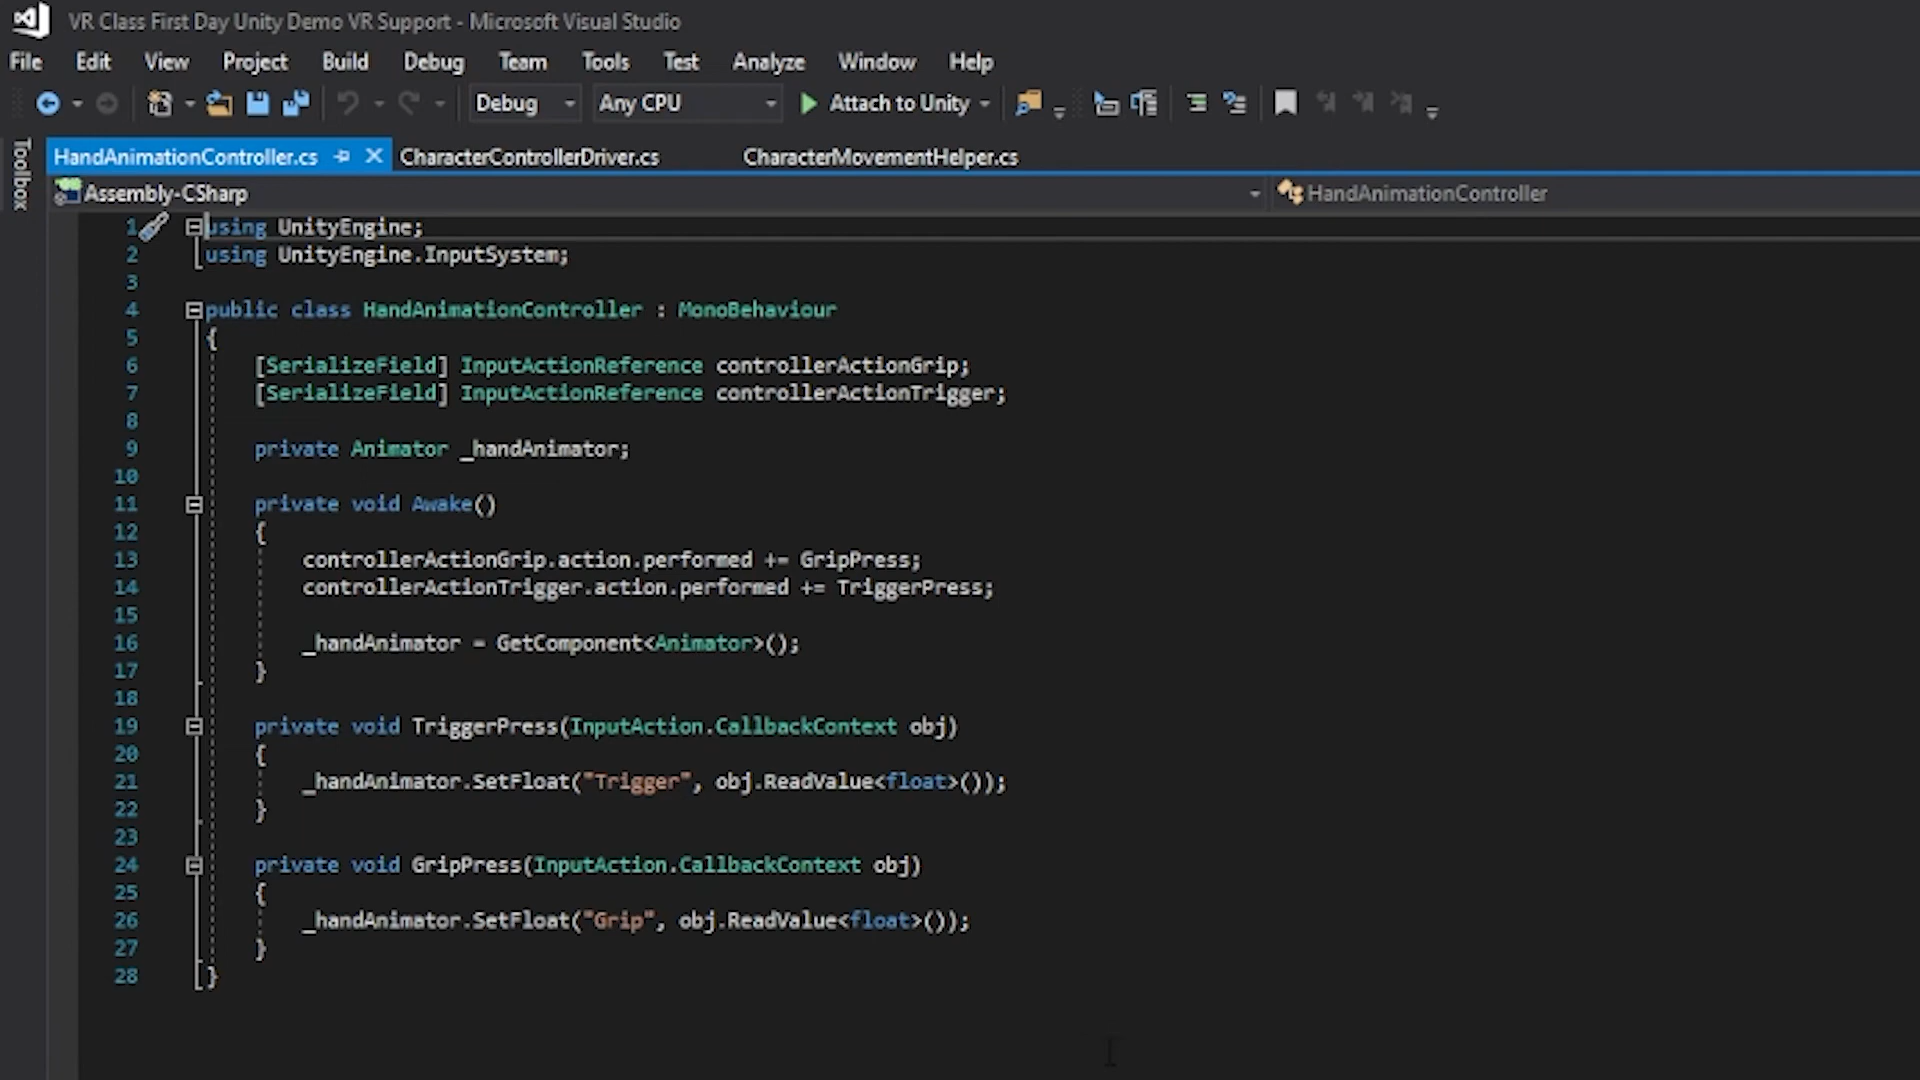 VR Class First Day Unity Demo VR Support - Microsoft Visual Studio
File Edit View Project Build Debug Team Tools Test Analyze Window Help
Debug Any CPU Attach to Unity
Toolbox
HandAnimationController.cs CharacterControllerDriver.cs CharacterMovementHelper.cs
Assembly-CSharp HandAnimationController
1 using UnityEngine;
2 using UnityEngine.InputSystem;
3
4 public class HandAnimationController : MonoBehaviour
5 {
6 [SerializeField] InputActionReference controllerActionGrip;
7 [SerializeField] InputActionReference controllerActionTrigger;
8
9 private Animator _handAnimator;
10
11 private void Awake()
12 {
13 controllerActionGrip.action.performed += GripPress;
14 controllerActionTrigger.action.performed += TriggerPress;
15
16 _handAnimator = GetComponent<Animator>();
17 }
18
19 private void TriggerPress(InputAction.CallbackContext obj)
20 {
21 _handAnimator.SetFloat("Trigger", obj.ReadValue<float>());
22 }
23
24 private void GripPress(InputAction.CallbackContext obj)
25 {
26 _handAnimator.SetFloat("Grip", obj.ReadValue<float>());
27 }
28 }